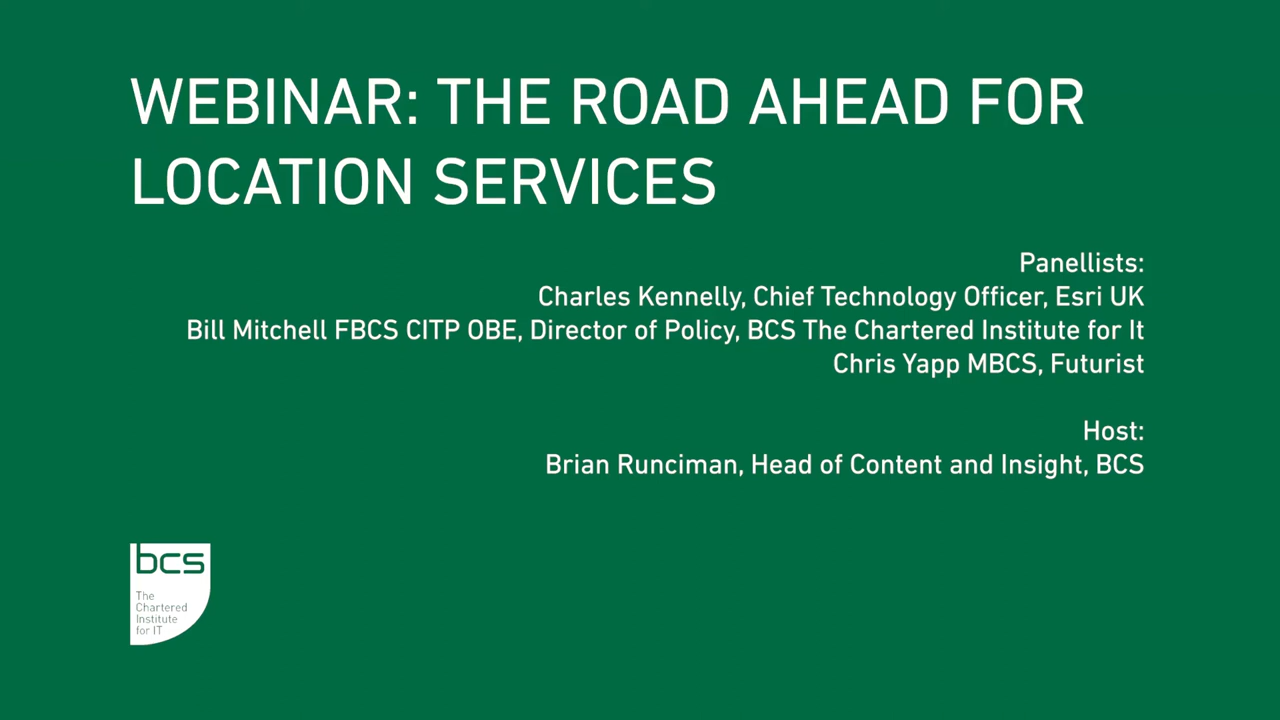 WEBINAR: THE ROAD AHEAD FOR
LOCATION SERVICES
Panellists:
Charles Kennelly, Chief Technology Officer, Esri UK
Bill Mitchell FBCS CITP OBE, Director of Policy, BCS The Chartered Institute for It
Chris Yapp MBCS, Futurist
Host:
Brian Runciman, Head of Content and Insight, BCS
bcs
The
Chartered
Institute
for IT